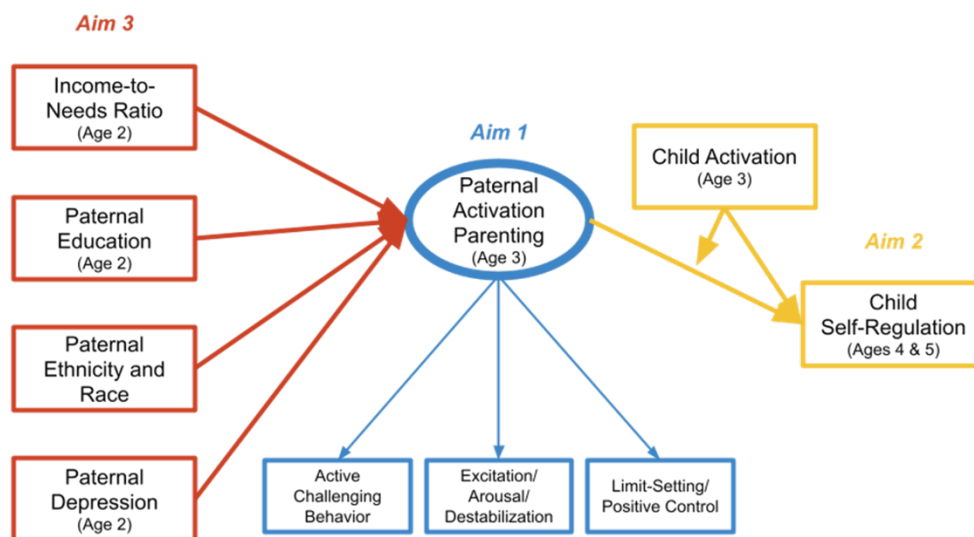 Aim 3
Income-to-
Needs Ratio
(Age 2)
Paternal
Education
(Age 2)
Paternal
Ethnicity and
Race
Paternal
Depression
(Age 2)
Aim 1
Paternal
Activation
Parenting
(Age 3)
Active
Challenging
Behavior
Excitation/
Arousal/
Destabilization
Limit-Setting/
Positive Control
Child Activation
(Age 3)
Aim 2
Child
Self-Regulation
(Ages 4 & 5)